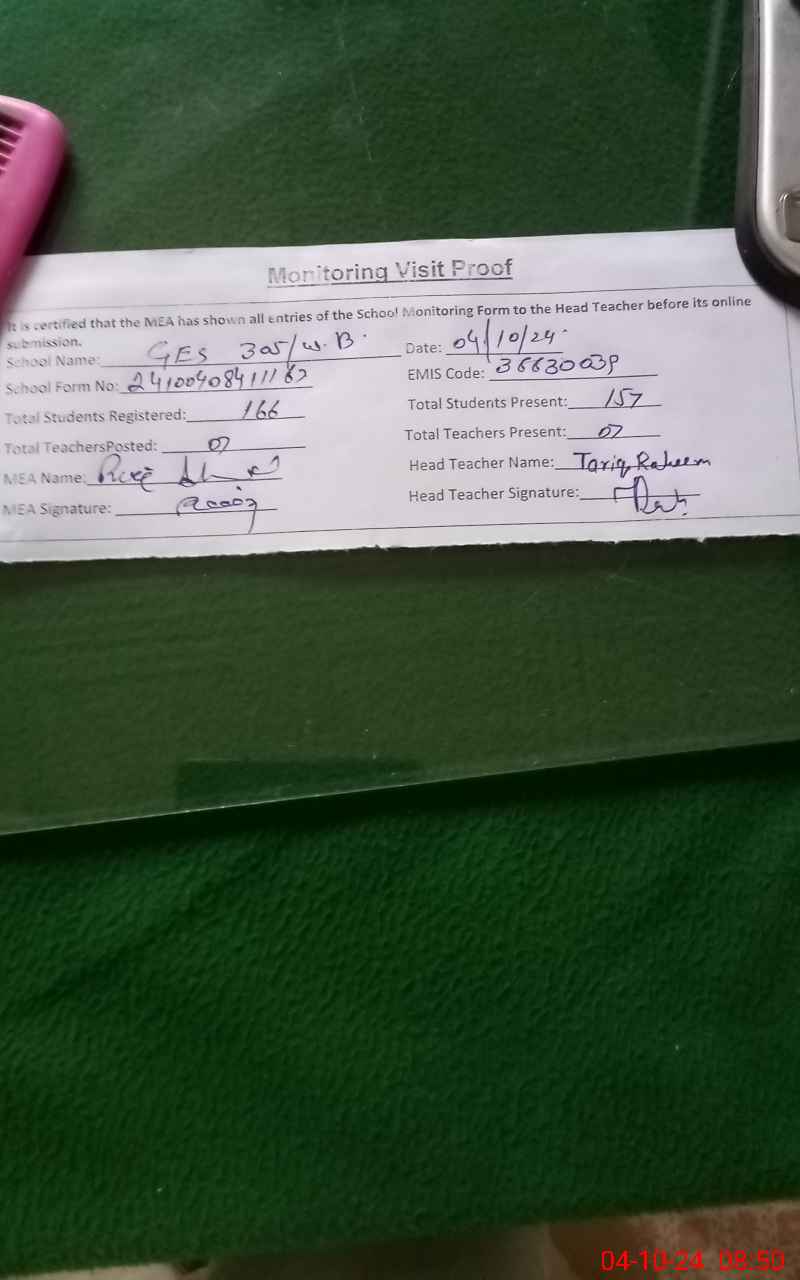 Monitoring Visit Proof
It is certified that the MEA has shown all entries of the School Monitoring Form to the Head Teacher before its online
submission.
School Name: GES 305/W.B. Date: 04/10/24
School Form No: EMIS Code:
Total Students Registered: 166 Total Students Present: 157
Total TeachersPosted: 07 Total Teachers Present: 07
MEA Name: Head Teacher Name: Tariq Raheem
MEA Signature: Head Teacher Signature:
04-10-24 08:50